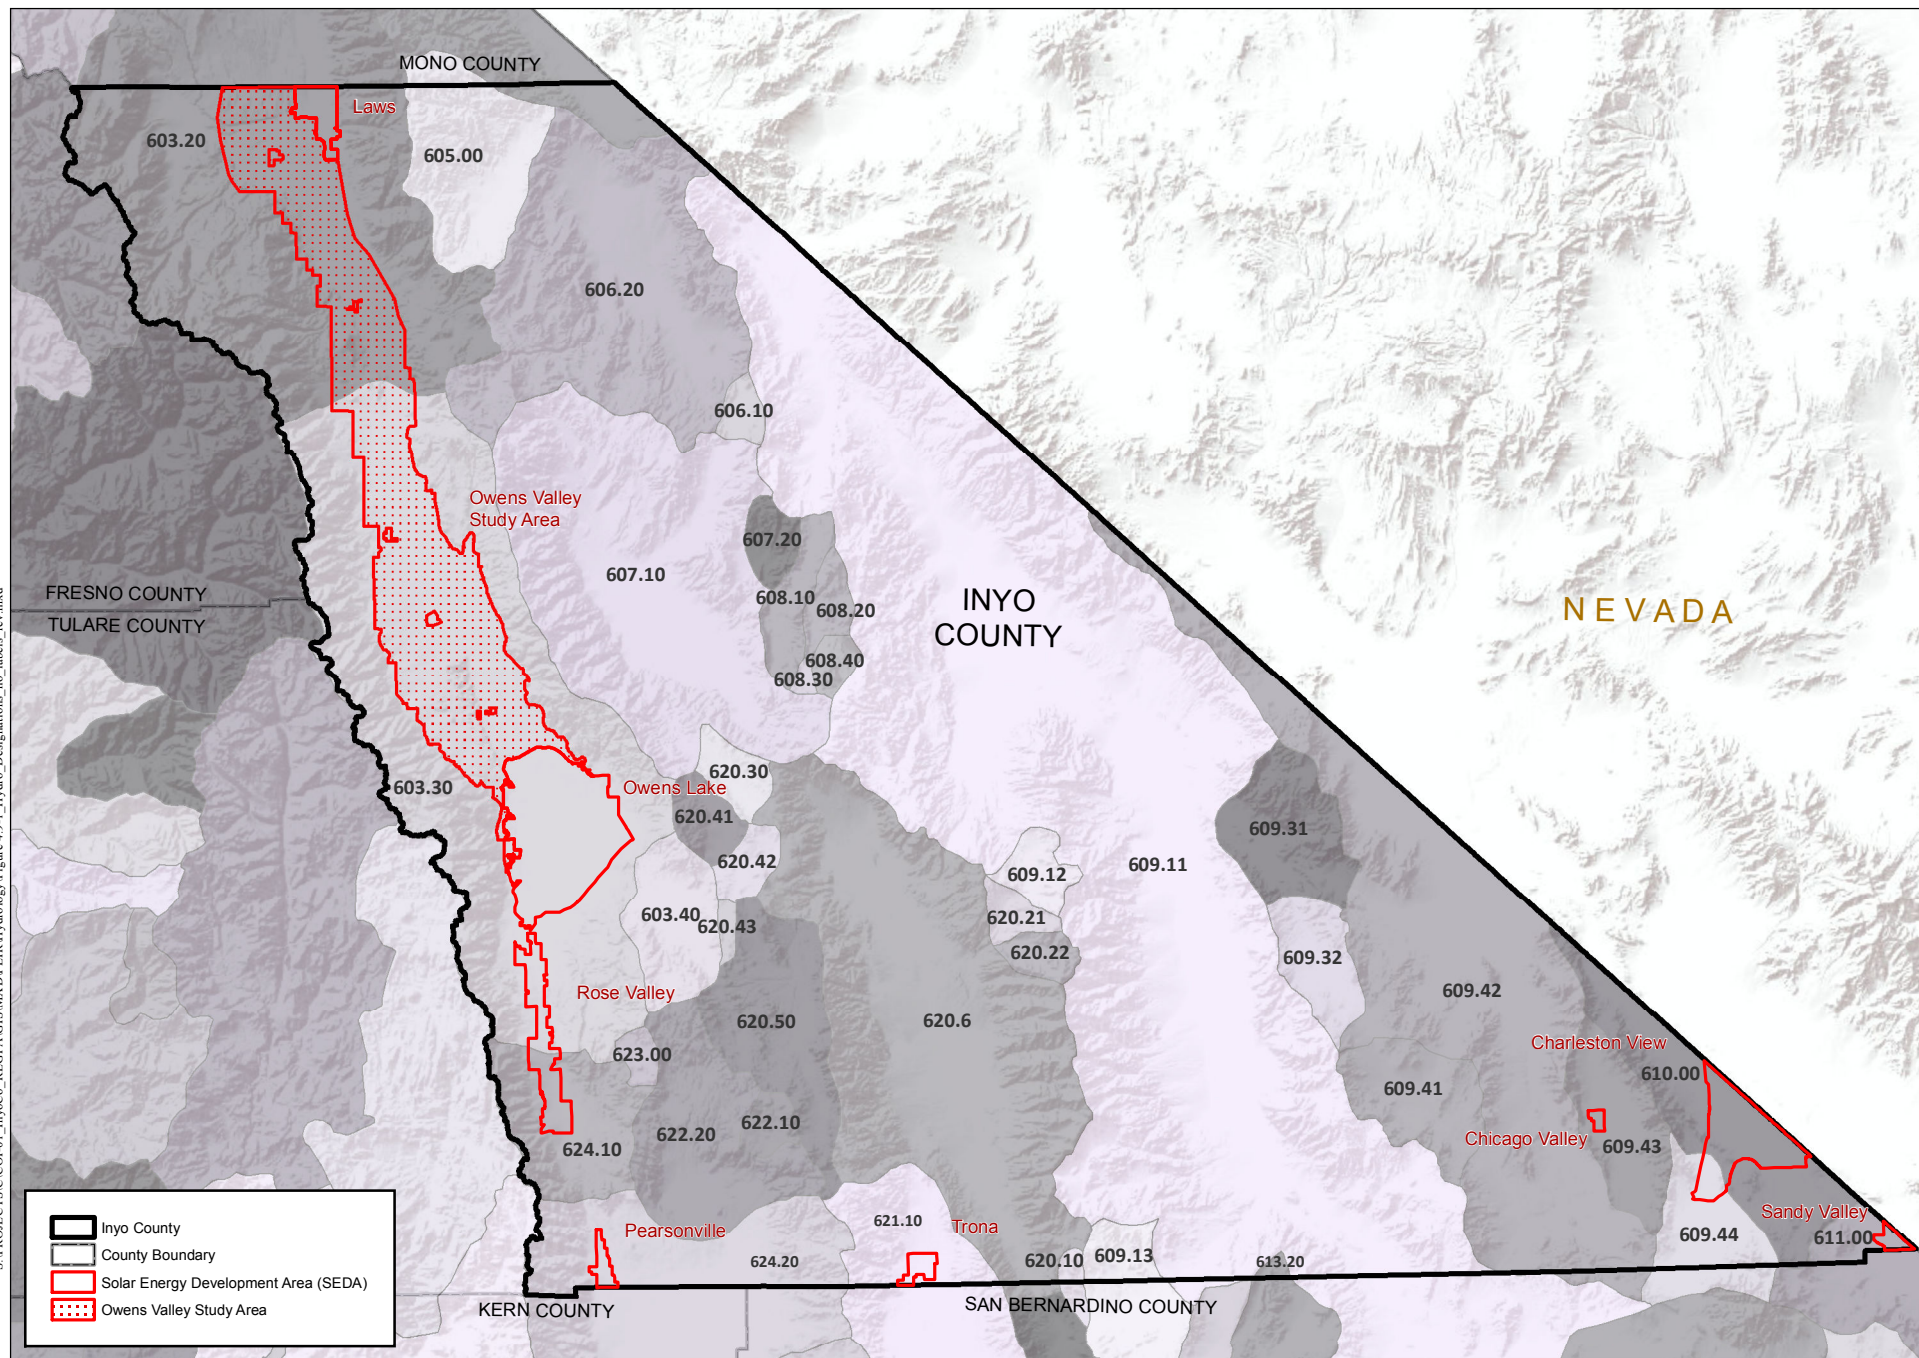 MONO COUNTY
Laws
603.20
605.00
606.20
606.10
Owens Valley
Study Area
607.20
607.10
FRESNO COUNTY
TULARE COUNTY
608.10
608.20
INYO
COUNTY
NEVADA
608.40
608.30
603.30
Owens Lake
620.30
620.41
620.42
609.31
609.11
609.12
603.40
620.43
620.21
620.22
609.32
Rose Valley
609.42
620.50
620.6
623.00
Charleston View
610.00
609.41
622.20
622.10
624.10
Chicago Valley
609.43
Pearsonville
621.10
Trona
Sandy Valley
611.00
609.44
624.20
620.10
609.13
613.20
KERN COUNTY
SAN BERNARDINO COUNTY
Inyo County
County Boundary
Solar Energy Development Area (SEDA)
Owens Valley Study Area